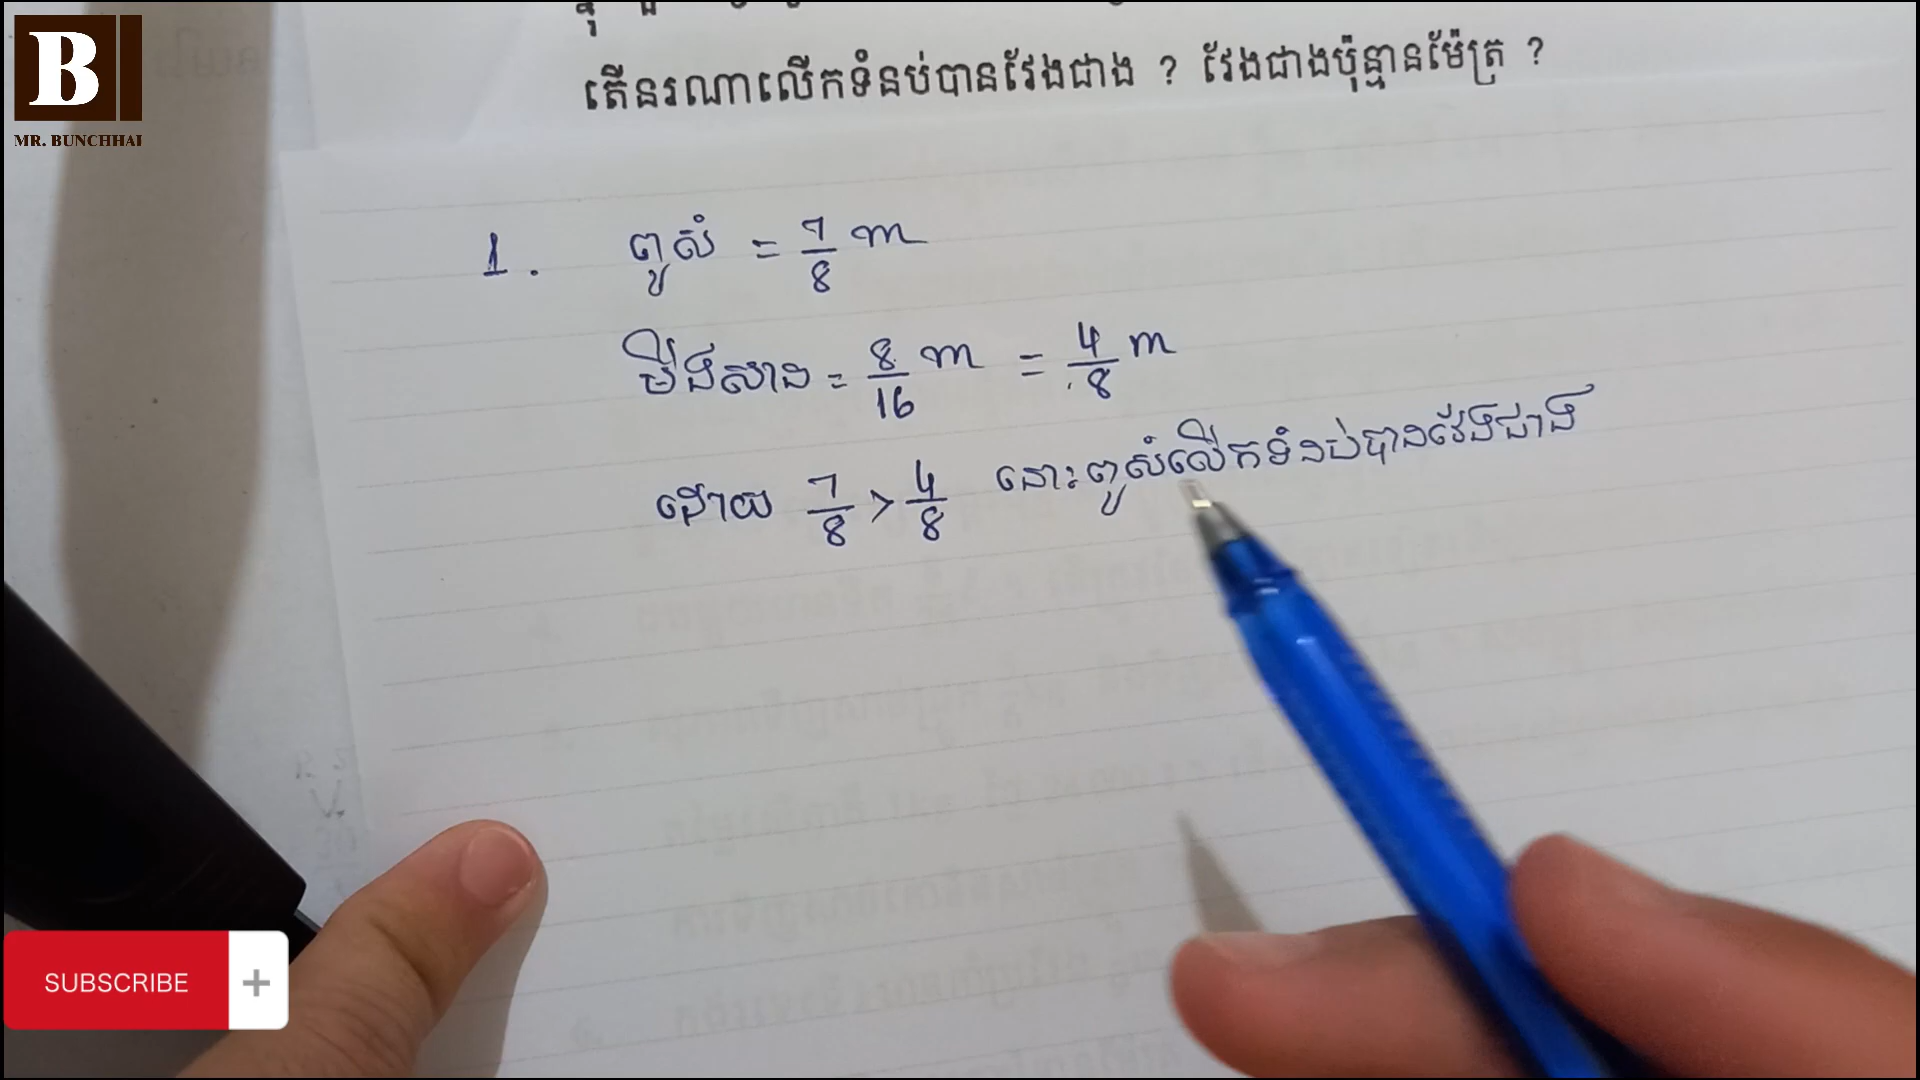 B
MR. BUNCHHAI
តើនរណាលើកទំនប់បានវែងជាង ? វែងជាងប៉ុន្មានម៉ែត្រ ?
1. ពូសំ = 7/8 m
ម៉ីងសាន = 8/16 m = 4/8 m
ដោយ 7/8 > 4/8 នោះពូសំលើកទំនប់បានវែងជាង
SUBSCRIBE +